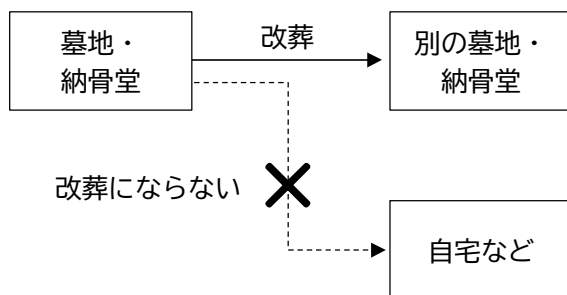 墓地・
納骨堂
改葬
別の墓地・
納骨堂
改葬にならない
自宅など